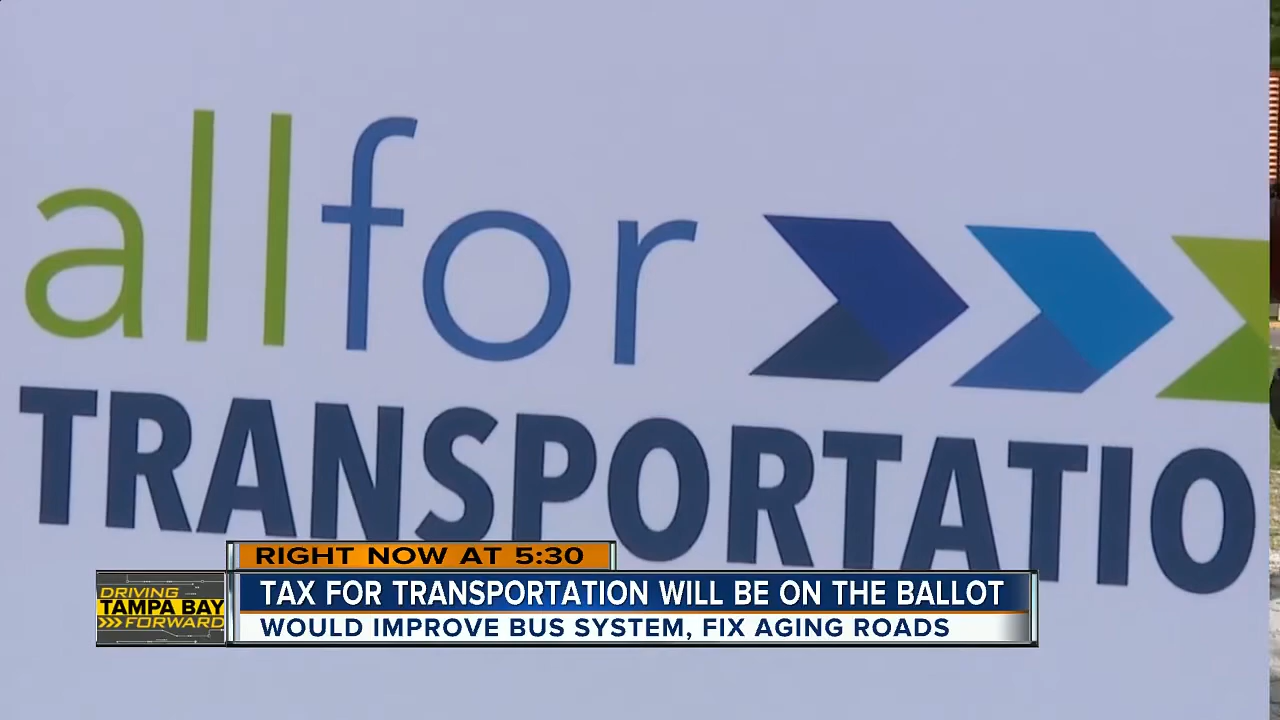 allfor
TRANSPORTATIO
RIGHT NOW AT 5:30
TAX FOR TRANSPORTATION WILL BE ON THE BALLOT
WOULD IMPROVE BUS SYSTEM, FIX AGING ROADS
DRIVING
TAMPA BAY
FORWARD